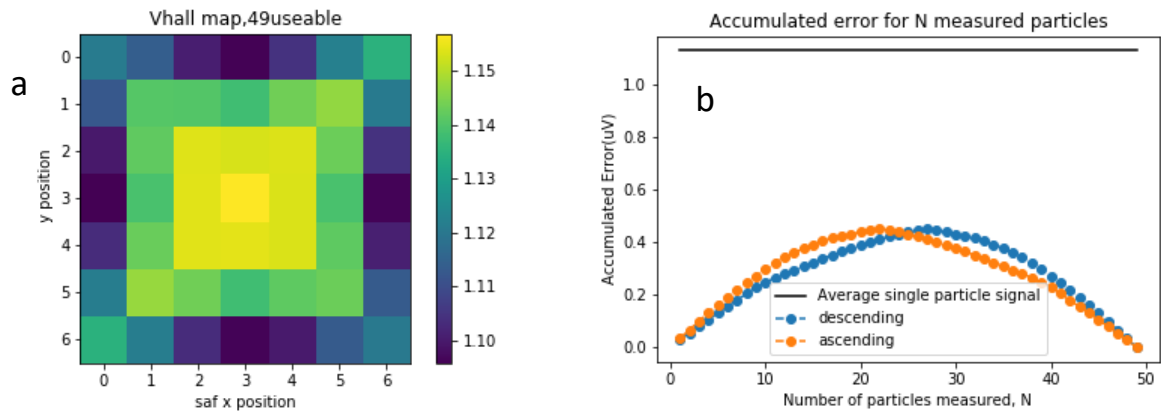 Vhall map,49useable
a
y position
0
1
2
3
4
5
6
0 1 2 3 4 5 6
saf x position
1.15
1.14
1.13
1.12
1.11
1.10
Accumulated error for N measured particles
b
Accumulated Error(uV)
1.0
0.8
0.6
0.4
0.2
0.0
Average single particle signal
descending
ascending
0 10 20 30 40 50
Number of particles measured, N